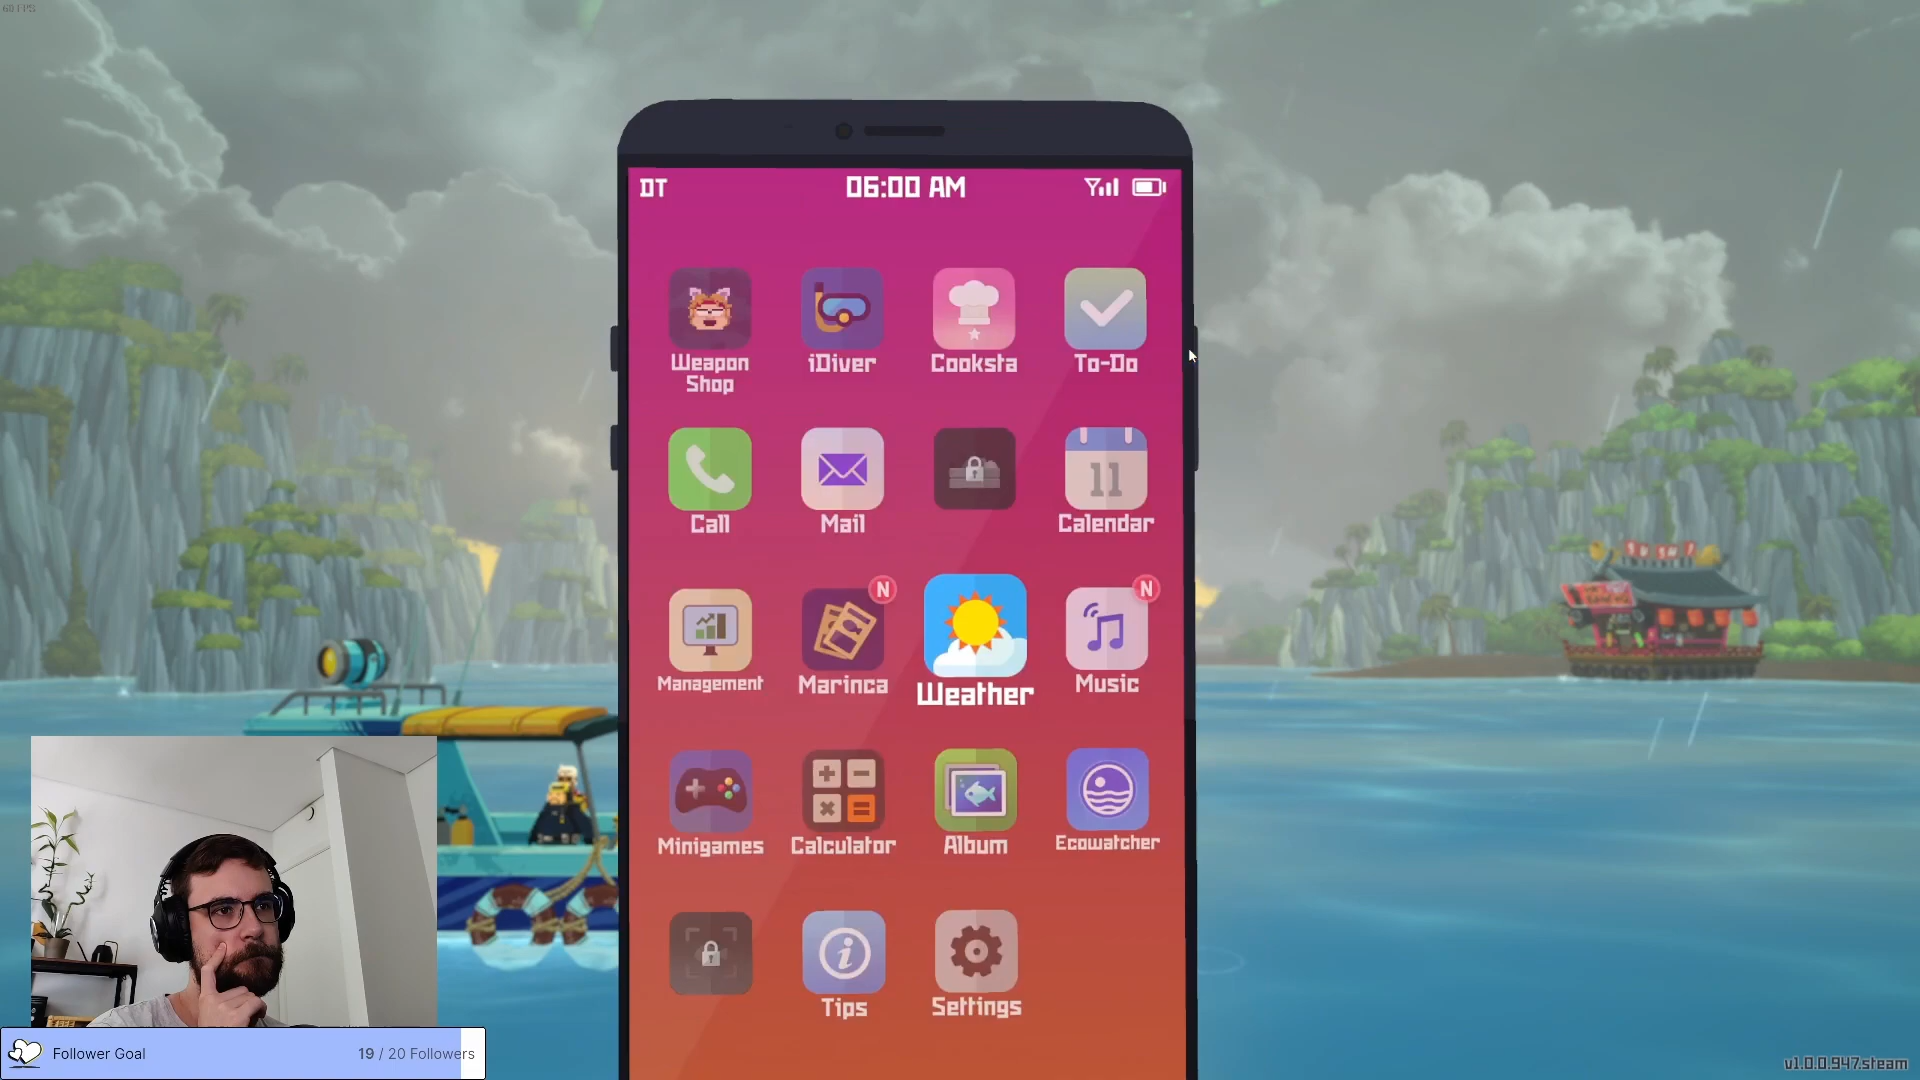 60 FPS
DT
06:00 AM
Weapon
Shop
iDiver
Cooksta
To-Do
Call
Mail
11
Calendar
Management
N
Marinca
Weather
N
Music
Minigames
Calculator
Album
Ecowatcher
Tips
Settings
SUSHI
Follower Goal
19 / 20 Followers
v1.0.0.947.steam